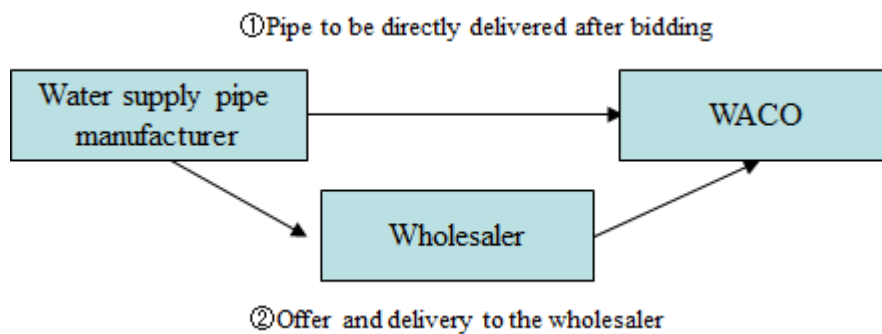 ①Pipe to be directly delivered after bidding
Water supply pipe
manufacturer
WACO
Wholesaler
②Offer and delivery to the wholesaler